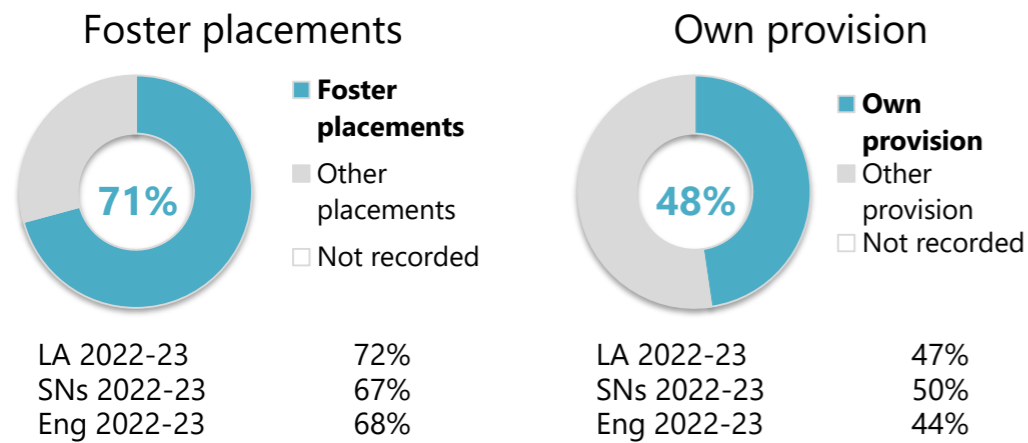 Foster placements
71%
Foster
placements
Other
placements
Not recorded
LA 2022-23 72%
SNs 2022-23 67%
Eng 2022-23 68%
Own provision
48%
Own
provision
Other
provision
Not recorded
LA 2022-23 47%
SNs 2022-23 50%
Eng 2022-23 44%